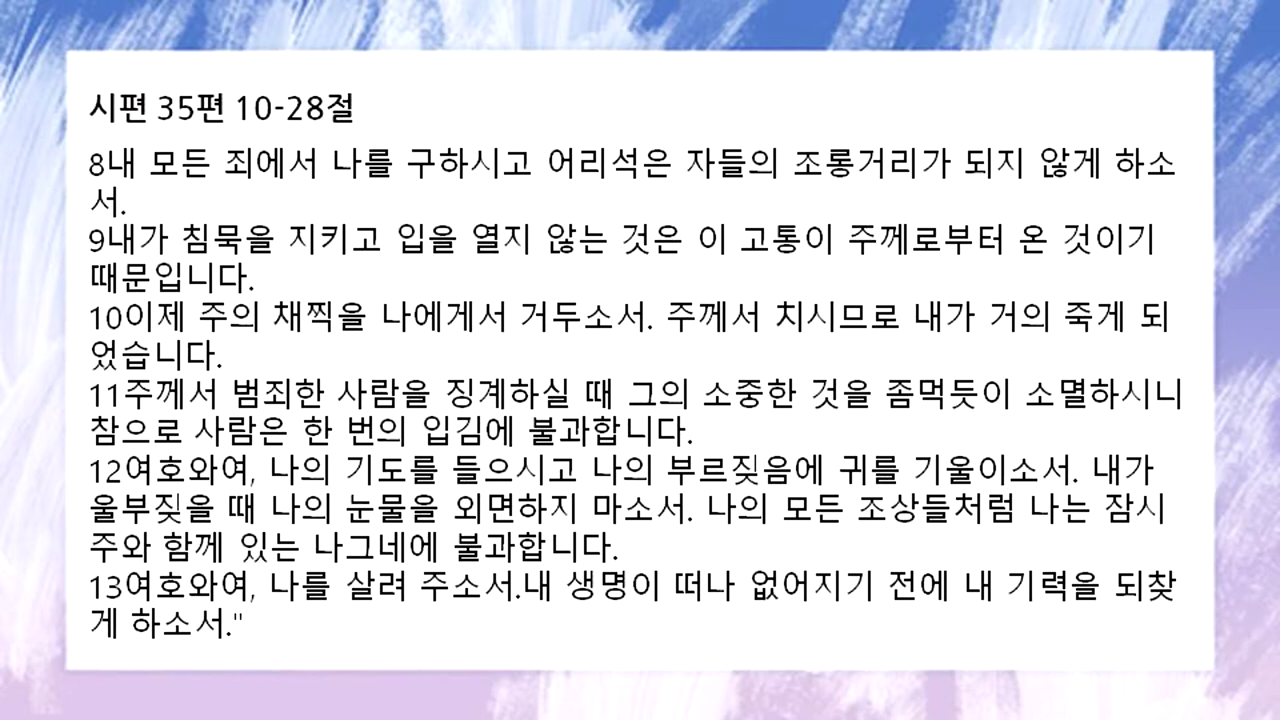 시편 35편 10-28절
8내 모든 죄에서 나를 구하시고 어리석은 자들의 조롱거리가 되지 않게 하소
서.
9내가 침묵을 지키고 입을 열지 않는 것은 이 고통이 주께로부터 온 것이기
때문입니다.
10이제 주의 채찍을 나에게서 거두소서. 주께서 치시므로 내가 거의 죽게 되
었습니다.
11주께서 범죄한 사람을 징계하실 때 그의 소중한 것을 좀먹듯이 소멸하시니
참으로 사람은 한 번의 입김에 불과합니다.
12여호와여, 나의 기도를 들으시고 나의 부르짖음에 귀를 기울이소서. 내가
울부짖을 때 나의 눈물을 외면하지 마소서. 나의 모든 조상들처럼 나는 잠시
주와 함께 있는 나그네에 불과합니다.
13여호와여, 나를 살려 주소서.내 생명이 떠나 없어지기 전에 내 기력을 되찾
게 하소서."